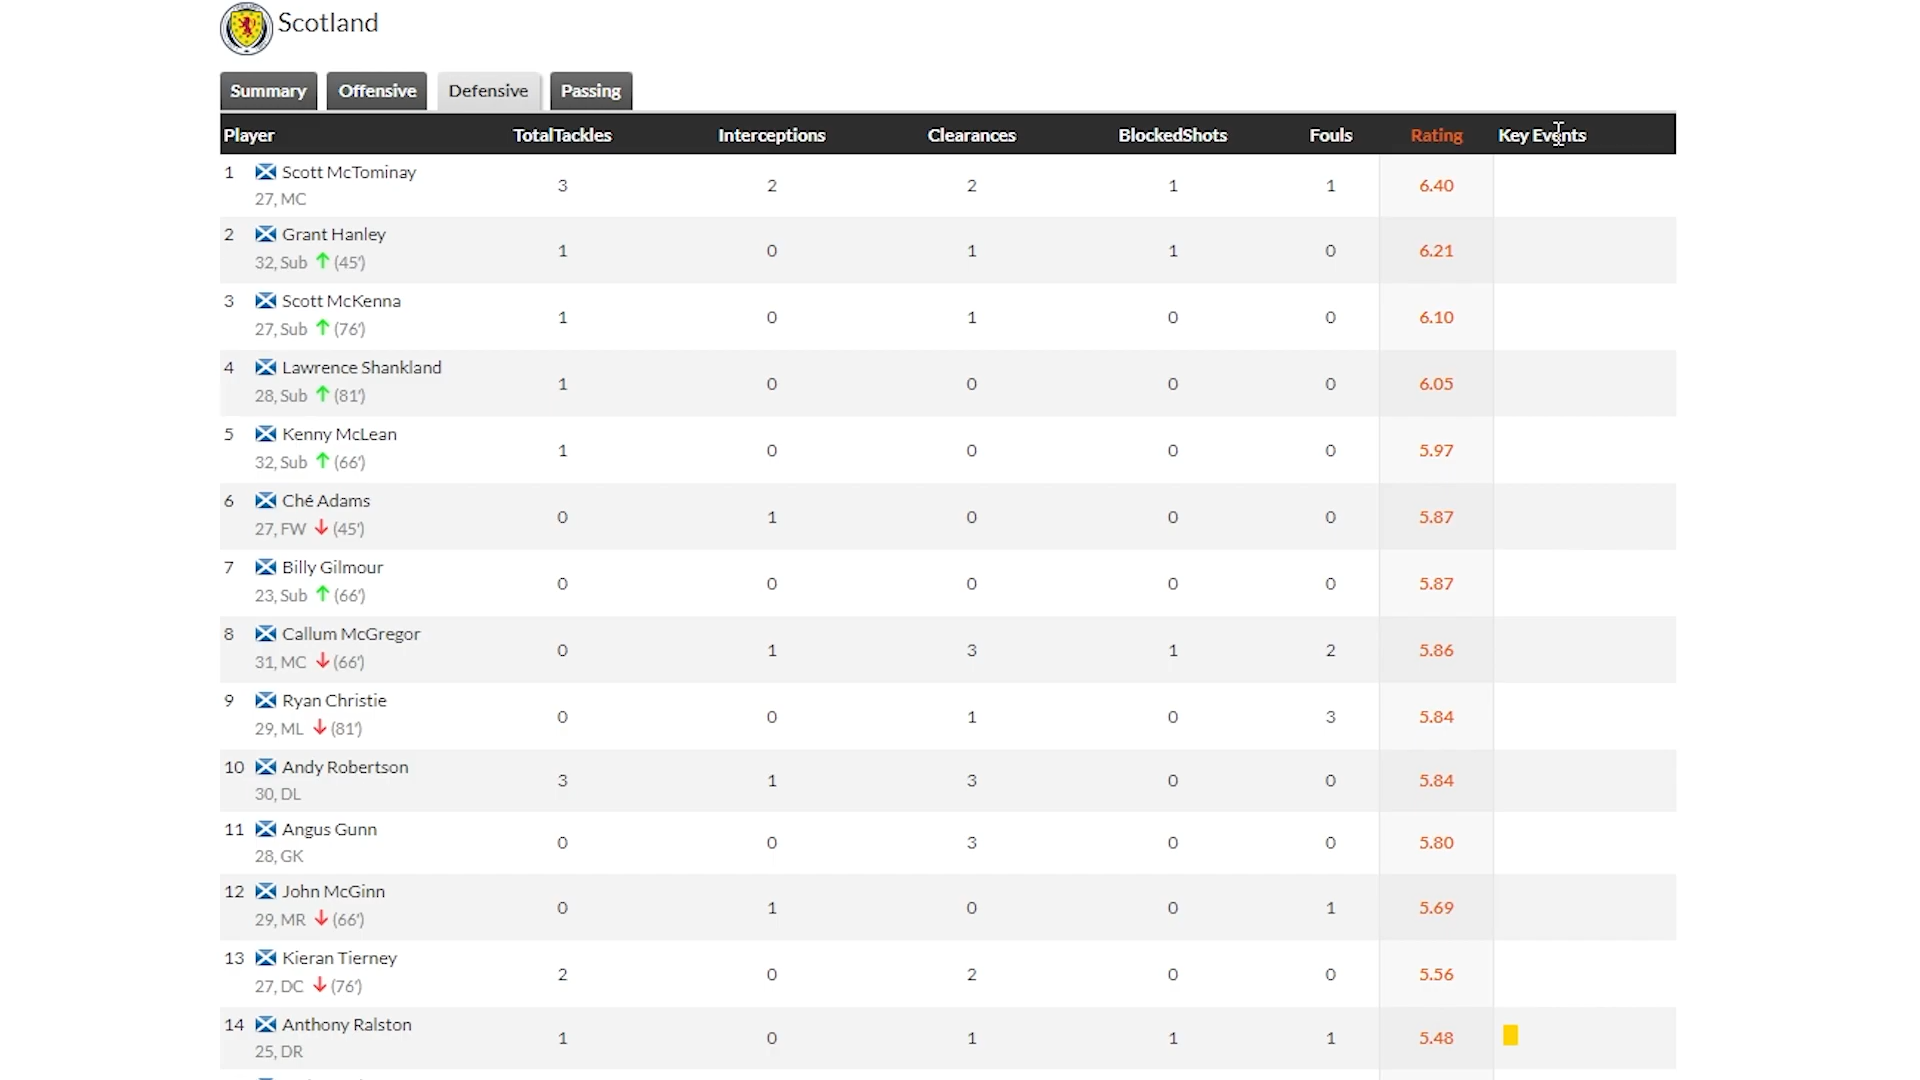 Scotland
Summary Offensive Defensive Passing
Player TotalTackles Interceptions Clearances BlockedShots Fouls Rating Key Events
1 Scott McTominay 3 2 2 1 1 6.40
27, MC
2 Grant Hanley 1 0 1 1 0 6.21
32, Sub (45')
3 Scott McKenna 1 0 1 0 0 6.10
27, Sub (76')
4 Lawrence Shankland 1 0 0 0 0 6.05
28, Sub (81')
5 Kenny McLean 1 0 0 0 0 5.97
32, Sub (66')
6 Ché Adams 0 1 0 0 0 5.87
27, FW (45')
7 Billy Gilmour 0 0 0 0 0 5.87
23, Sub (66')
8 Callum McGregor 0 1 3 1 2 5.86
31, MC (66')
9 Ryan Christie 0 0 1 0 3 5.84
29, ML (81')
10 Andy Robertson 3 1 3 0 0 5.84
30, DL
11 Angus Gunn 0 0 3 0 0 5.80
28, GK
12 John McGinn 0 1 0 0 1 5.69
29, MR (66')
13 Kieran Tierney 2 0 2 0 0 5.56
27, DC (76')
14 Anthony Ralston 1 0 1 1 1 5.48
25, DR